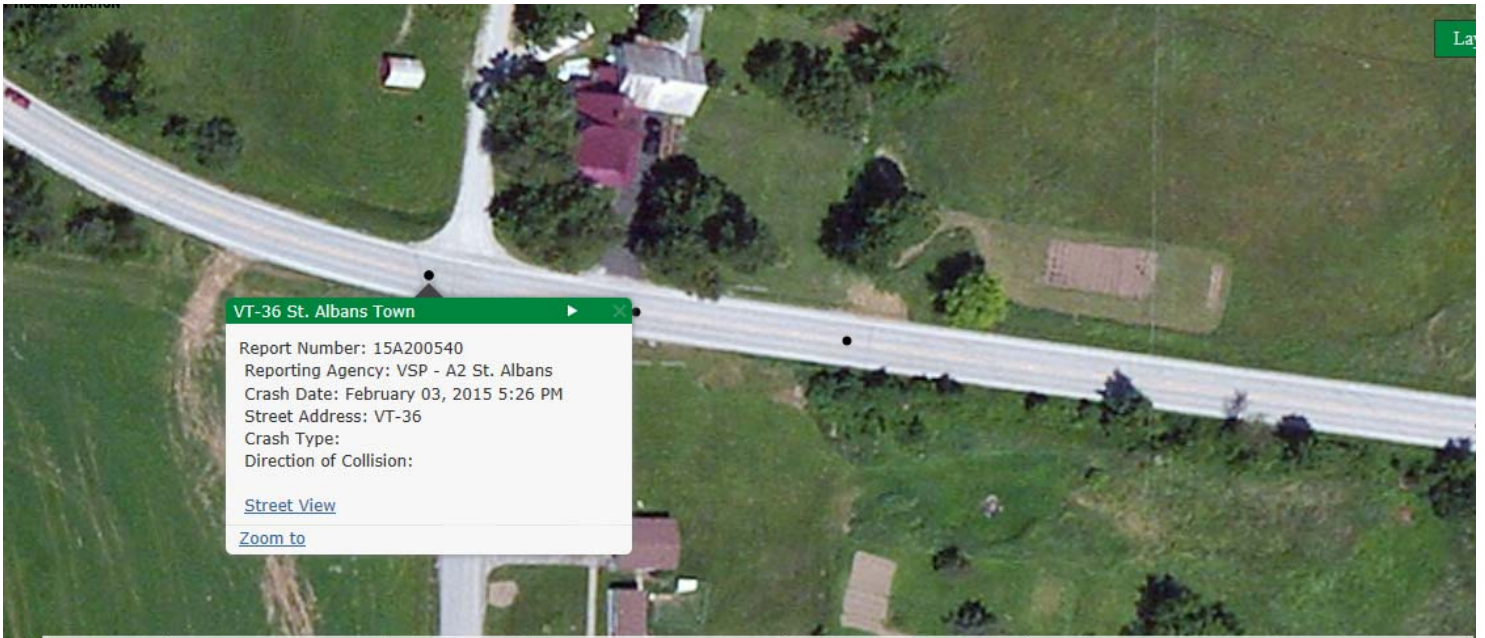 Lay
VT-36 St. Albans Town
Report Number: 15A200540
Reporting Agency: VSP - A2 St. Albans
Crash Date: February 03, 2015 5:26 PM
Street Address: VT-36
Crash Type:
Direction of Collision:
Street View
Zoom to